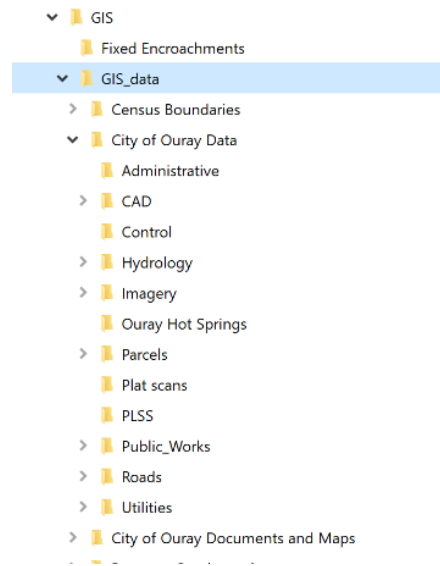 GIS
Fixed Encroachments
GIS_data
Census Boundaries
City of Ouray Data
Administrative
CAD
Control
Hydrology
Imagery
Ouray Hot Springs
Parcels
Plat scans
PLSS
Public_Works
Roads
Utilities
City of Ouray Documents and Maps